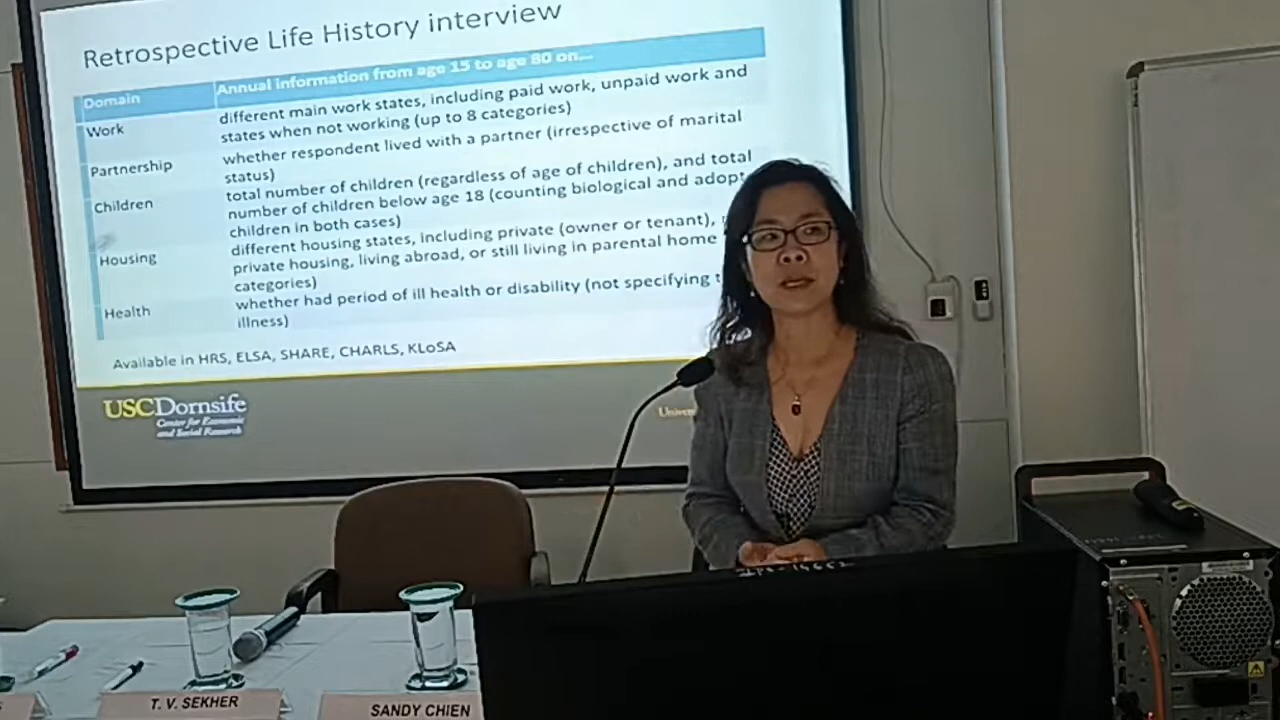 Retrospective Life History interview
Domain
Annual information from age 15 to age 80 on...
Work
different main work states, including paid work, unpaid work and
states when not working (up to 8 categories)
Partnership
whether respondent lived with a partner (irrespective of marital
status)
Children
total number of children (regardless of age of children), and total
number of children below age 18 (counting biological and adopt
children in both cases)
Housing
different housing states, including private (owner or tenant),
private housing, living abroad, or still living in parental home
categories)
Health
whether had period of ill health or disability (not specifying t
illness)
Available in HRS, ELSA, SHARE, CHARLS, KLoSA
USCDornsife
Center for Economic
and Social Research
Univers
T. V. SEKHER
SANDY CHIEN